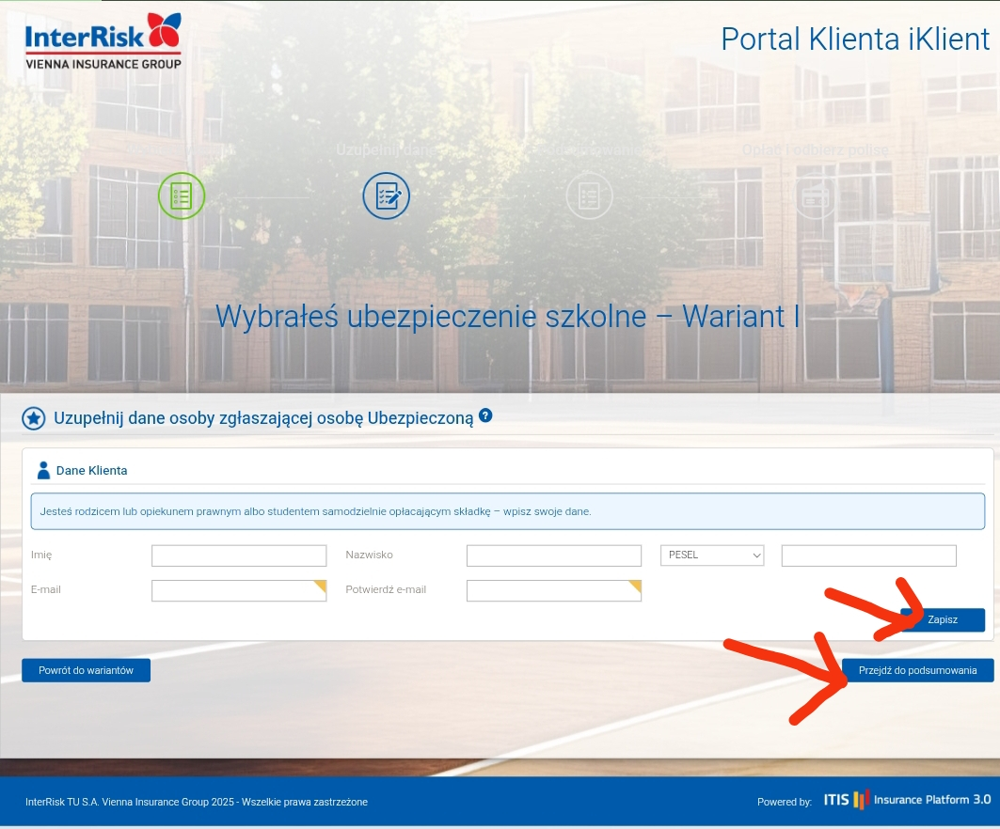 InterRisk
VIENNA INSURANCE GROUP
Portal Klienta iKlient
Uzupełnij dane
Opłać i odbierz polisę
Wybrałeś ubezpieczenie szkolne – Wariant I
Uzupełnij dane osoby zgłaszającej osobę Ubezpieczoną ?
Dane Klienta
Jesteś rodzicem lub opiekunem prawnym albo studentem samodzielnie opłacającym składkę – wpisz swoje dane.
Imię Nazwisko PESEL
E-mail Potwierdź e-mail
Zapisz
Powrót do wariantów Przejdź do podsumowania
InterRisk TU S.A. Vienna Insurance Group 2025 - Wszelkie prawa zastrzeżone Powered by: ITIS Insurance Platform 3.0